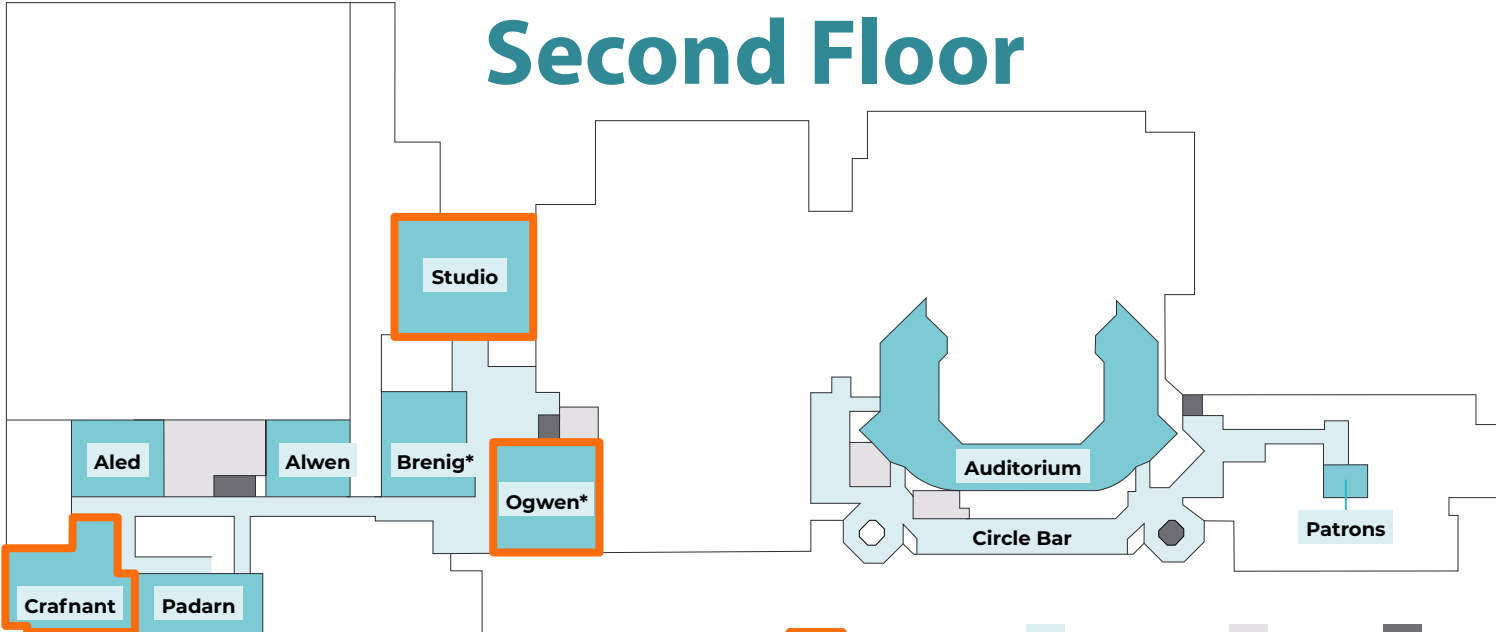 Second Floor
Studio
Aled
Alwen
Brenig*
Ogwen*
Auditorium
Patrons
Circle Bar
Crafnant
Padarn